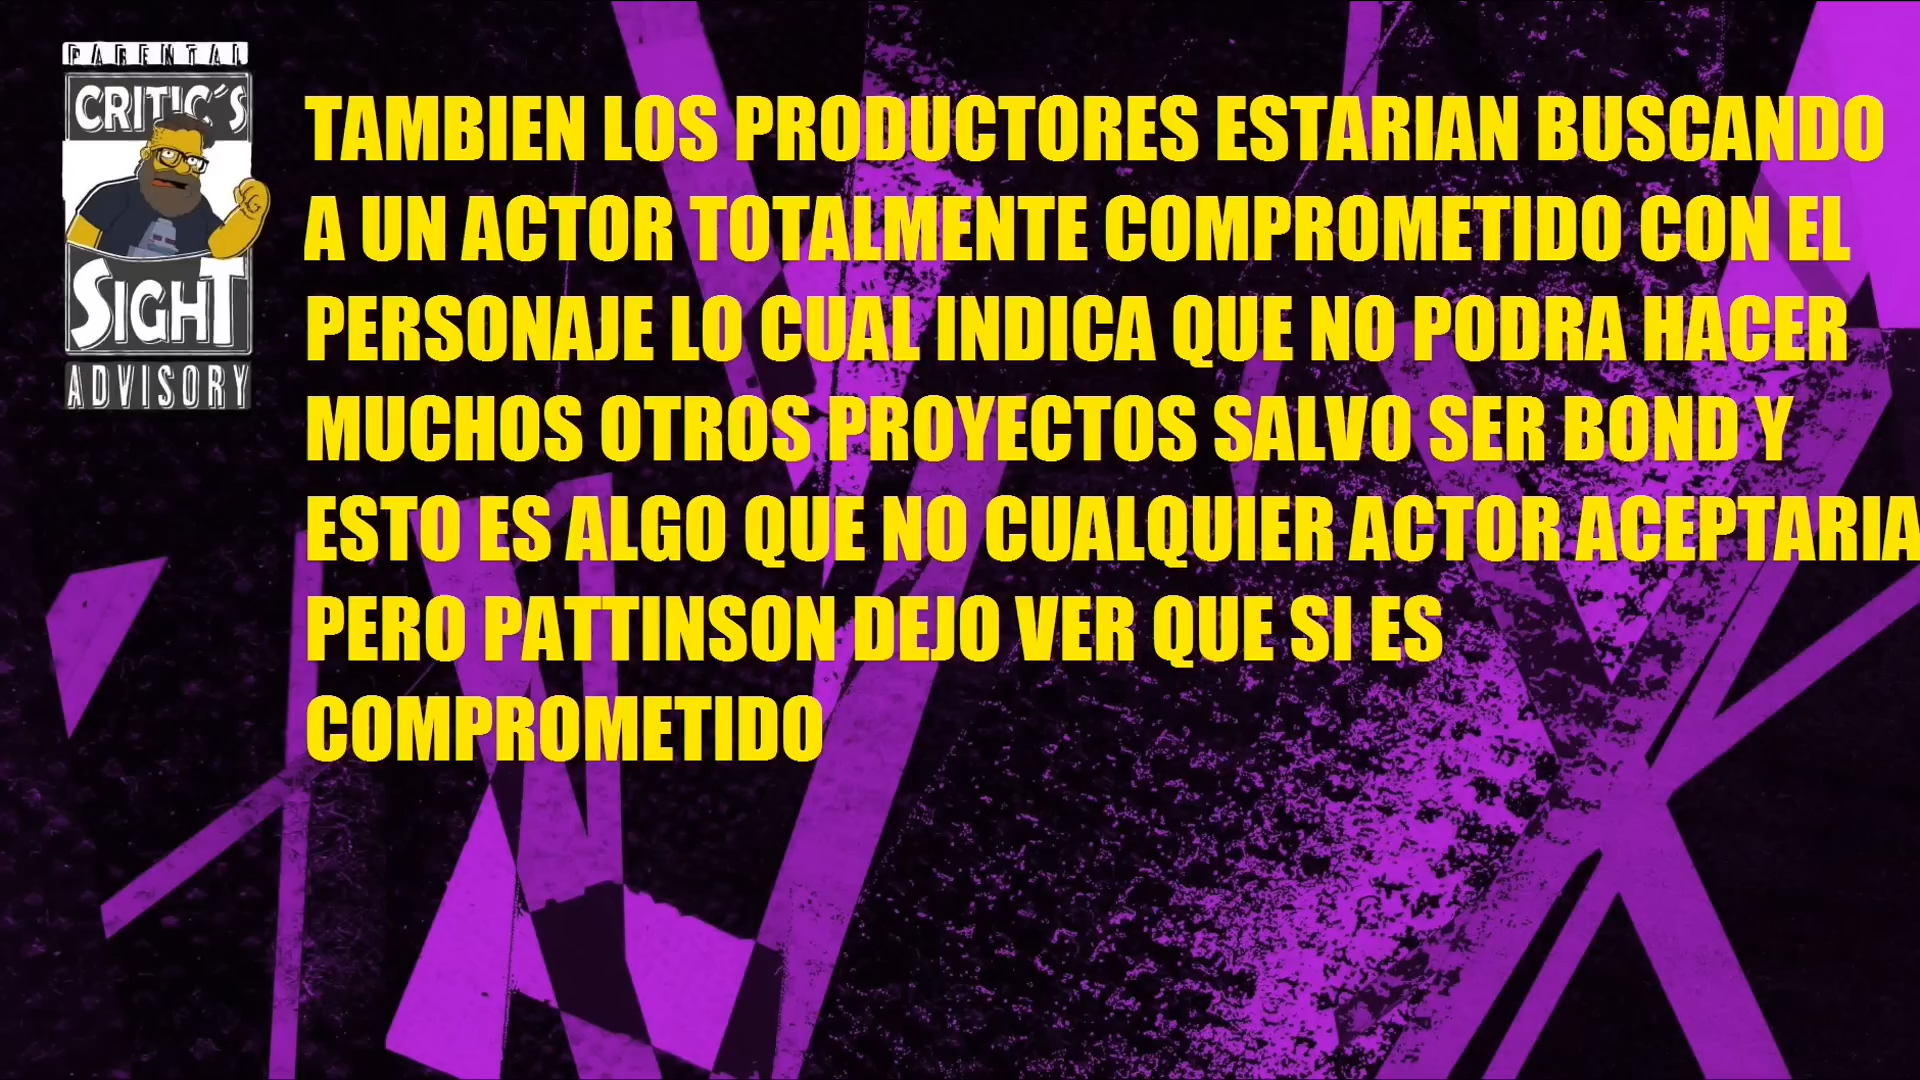 PARENTAL
CRITIC´S
SIGHT
ADVISORY
TAMBIEN LOS PRODUCTORES ESTARIAN BUSCANDO
A UN ACTOR TOTALMENTE COMPROMETIDO CON EL
PERSONAJE LO CUAL INDICA QUE NO PODRA HACER
MUCHOS OTROS PROYECTOS SALVO SER BOND Y
ESTO ES ALGO QUE NO CUALQUIER ACTOR ACEPTARIA
PERO PATTINSON DEJO VER QUE SI ES
COMPROMETIDO